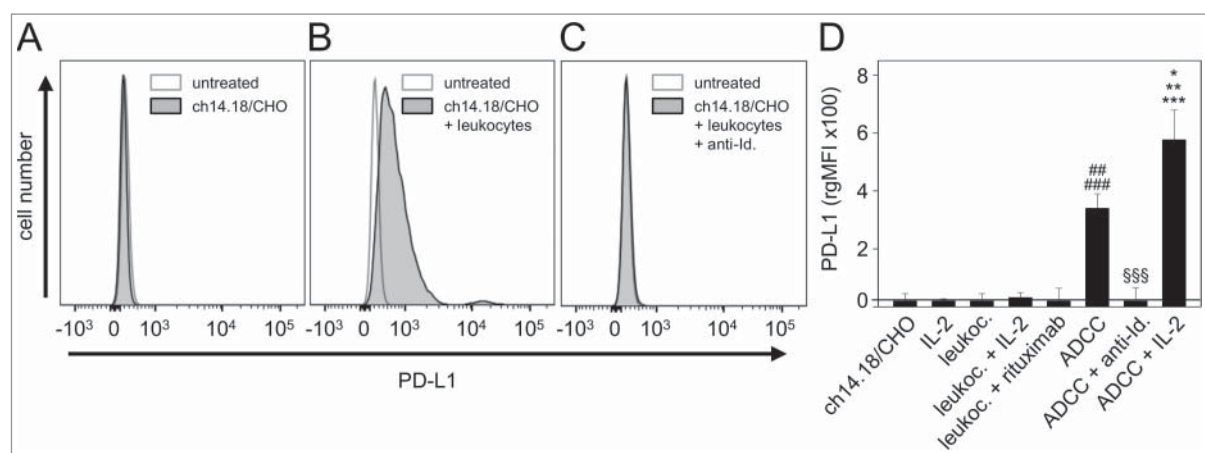 A
B
C
D
untreated
ch14.18/CHO
untreated
ch14.18/CHO
+ leukocytes
untreated
ch14.18/CHO
+ leukocytes
+ anti-Id.
cell number
-10³ 0 10³ 10⁴ 10⁵
-10³ 0 10³ 10⁴ 10⁵
-10³ 0 10³ 10⁴ 10⁵
PD-L1
PD-L1 (rgMFI x100)
8
6
4
2
0
##
###
§§§
*
**
***
ch14.18/CHO
IL-2
leukoc.
leukoc. + IL-2
leukoc. + rituximab
ADCC
ADCC + anti-Id.
ADCC + IL-2